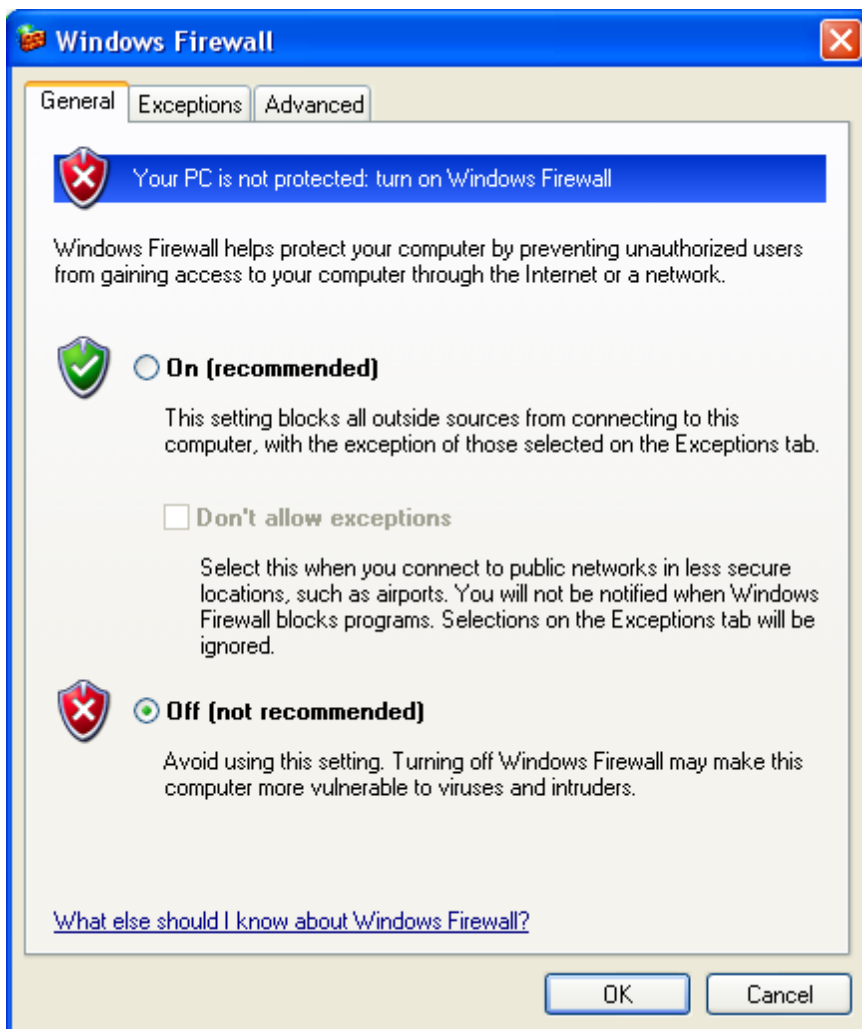 Windows Firewall
General Exceptions Advanced
Your PC is not protected: turn on Windows Firewall
Windows Firewall helps protect your computer by preventing unauthorized users
from gaining access to your computer through the Internet or a network.
On (recommended)
This setting blocks all outside sources from connecting to this
computer, with the exception of those selected on the Exceptions tab.
Don't allow exceptions
Select this when you connect to public networks in less secure
locations, such as airports. You will not be notified when Windows
Firewall blocks programs. Selections on the Exceptions tab will be
ignored.
Off (not recommended)
Avoid using this setting. Turning off Windows Firewall may make this
computer more vulnerable to viruses and intruders.
What else should I know about Windows Firewall?
OK Cancel